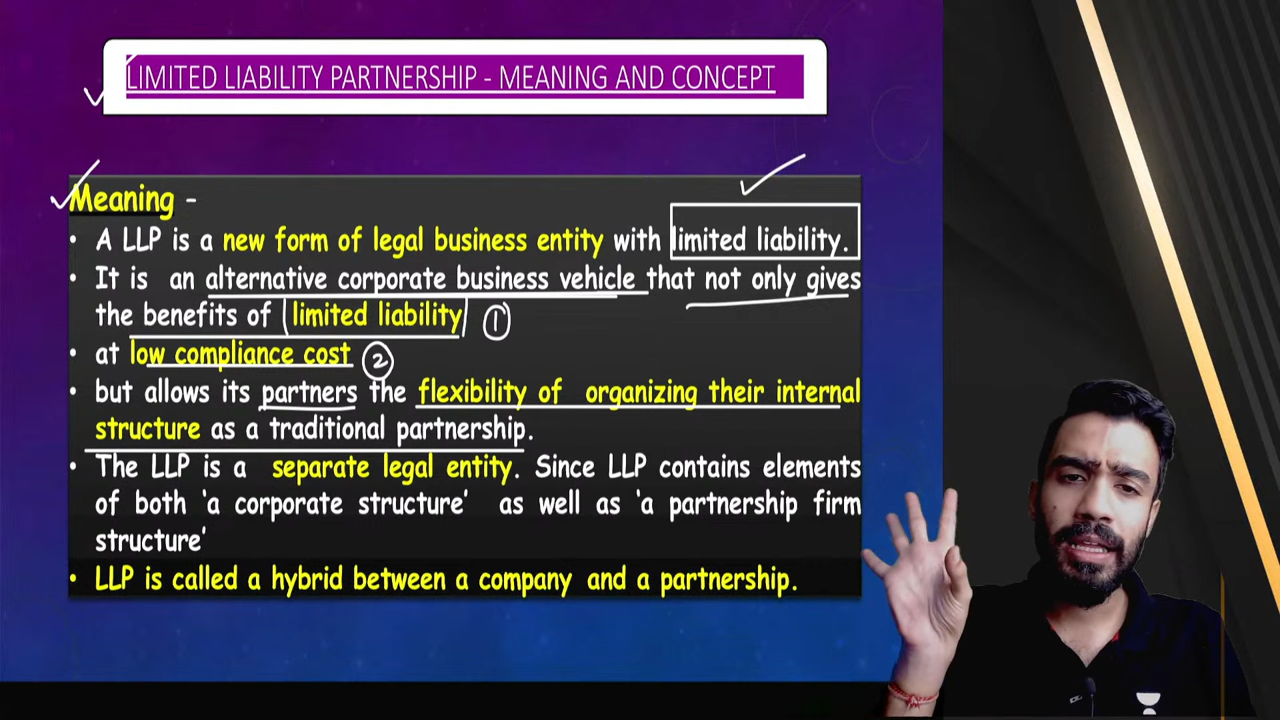 LIMITED LIABILITY PARTNERSHIP - MEANING AND CONCEPT
Meaning -
• A LLP is a new form of legal business entity with limited liability.
• It is an alternative corporate business vehicle that not only gives
the benefits of limited liability ①
• at low compliance cost ②
• but allows its partners the flexibility of organizing their internal
structure as a traditional partnership.
• The LLP is a separate legal entity. Since LLP contains elements
of both ‘a corporate structure’ as well as ‘a partnership firm
structure’
• LLP is called a hybrid between a company and a partnership.